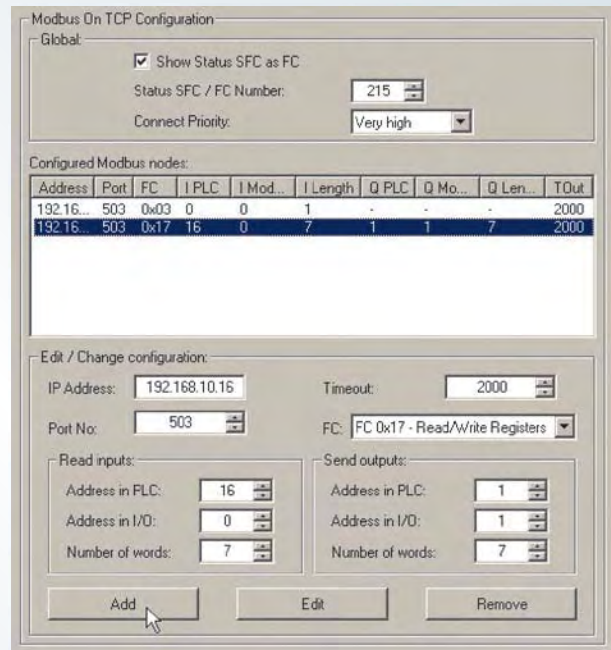 Modbus On TCP Configuration
Global:
Show Status SFC as FC
Status SFC / FC Number: 215
Connect Priority: Very high
Configured Modbus nodes:
Address Port FC I PLC I Mod... I Length Q PLC Q Mo... Q Len... TOut
192.16... 503 0x03 0 0 1 - - - 2000
192.16... 503 0x17 16 0 7 1 1 7 2000
Edit / Change configuration:
IP Address: 192.168.10.16 Timeout: 2000
Port No: 503 FC: FC 0x17 - Read/Write Registers
Read inputs: Send outputs:
Address in PLC: 16 Address in PLC: 1
Address in I/O: 0 Address in I/O: 1
Number of words: 7 Number of words: 7
Add Edit Remove